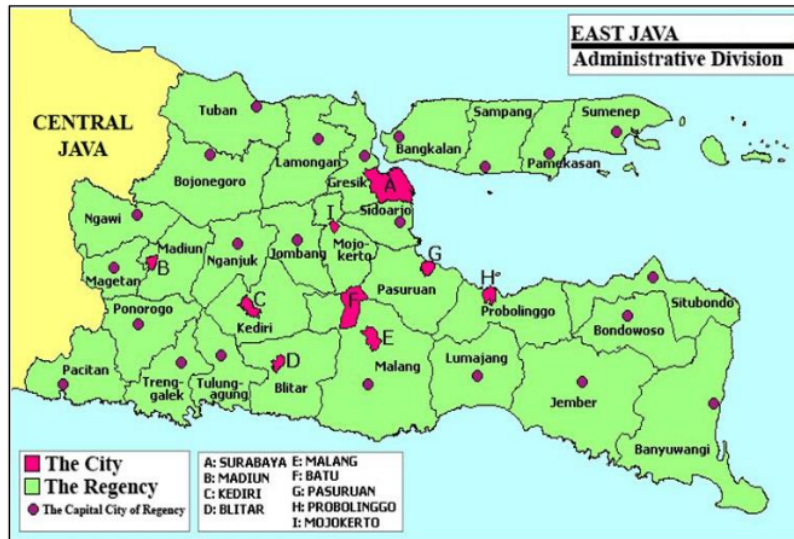 EAST JAVA
Administrative Division
CENTRAL
JAVA
Tuban
Bojonegoro
Lamongan
Gresik
Bangkalan
Sampang
Pamekasan
Sumenep
A
Sidoarjo
I
Mojo-
kerto
Ngawi
Madiun
B
Magetan
Nganjuk
Jombang
G
Pasuruan
H
Probolinggo
Situbondo
Bondowoso
Ponorogo
C
Kediri
F
E
Malang
Lumajang
Jember
Banyuwangi
Pacitan
Treng-
galek
Tulung-
agung
D
Blitar
The City
The Regency
The Capital City of Regency
A: SURABAYA
B: MADIUN
C: KEDIRI
D: BLITAR
E: MALANG
F: BATU
G: PASURUAN
H: PROBOLINGGO
I: MOJOKERTO